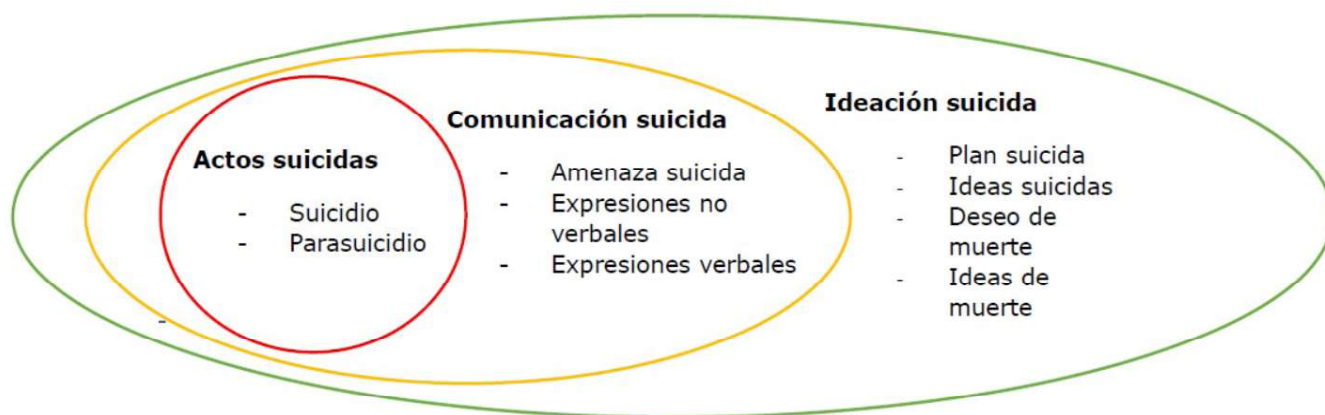 Actos suicidas
- Suicidio
- Parasuicidio
-
Comunicación suicida
- Amenaza suicida
- Expresiones no
verbales
- Expresiones verbales
Ideación suicida
- Plan suicida
- Ideas suicidas
- Deseo de
muerte
- Ideas de
muerte